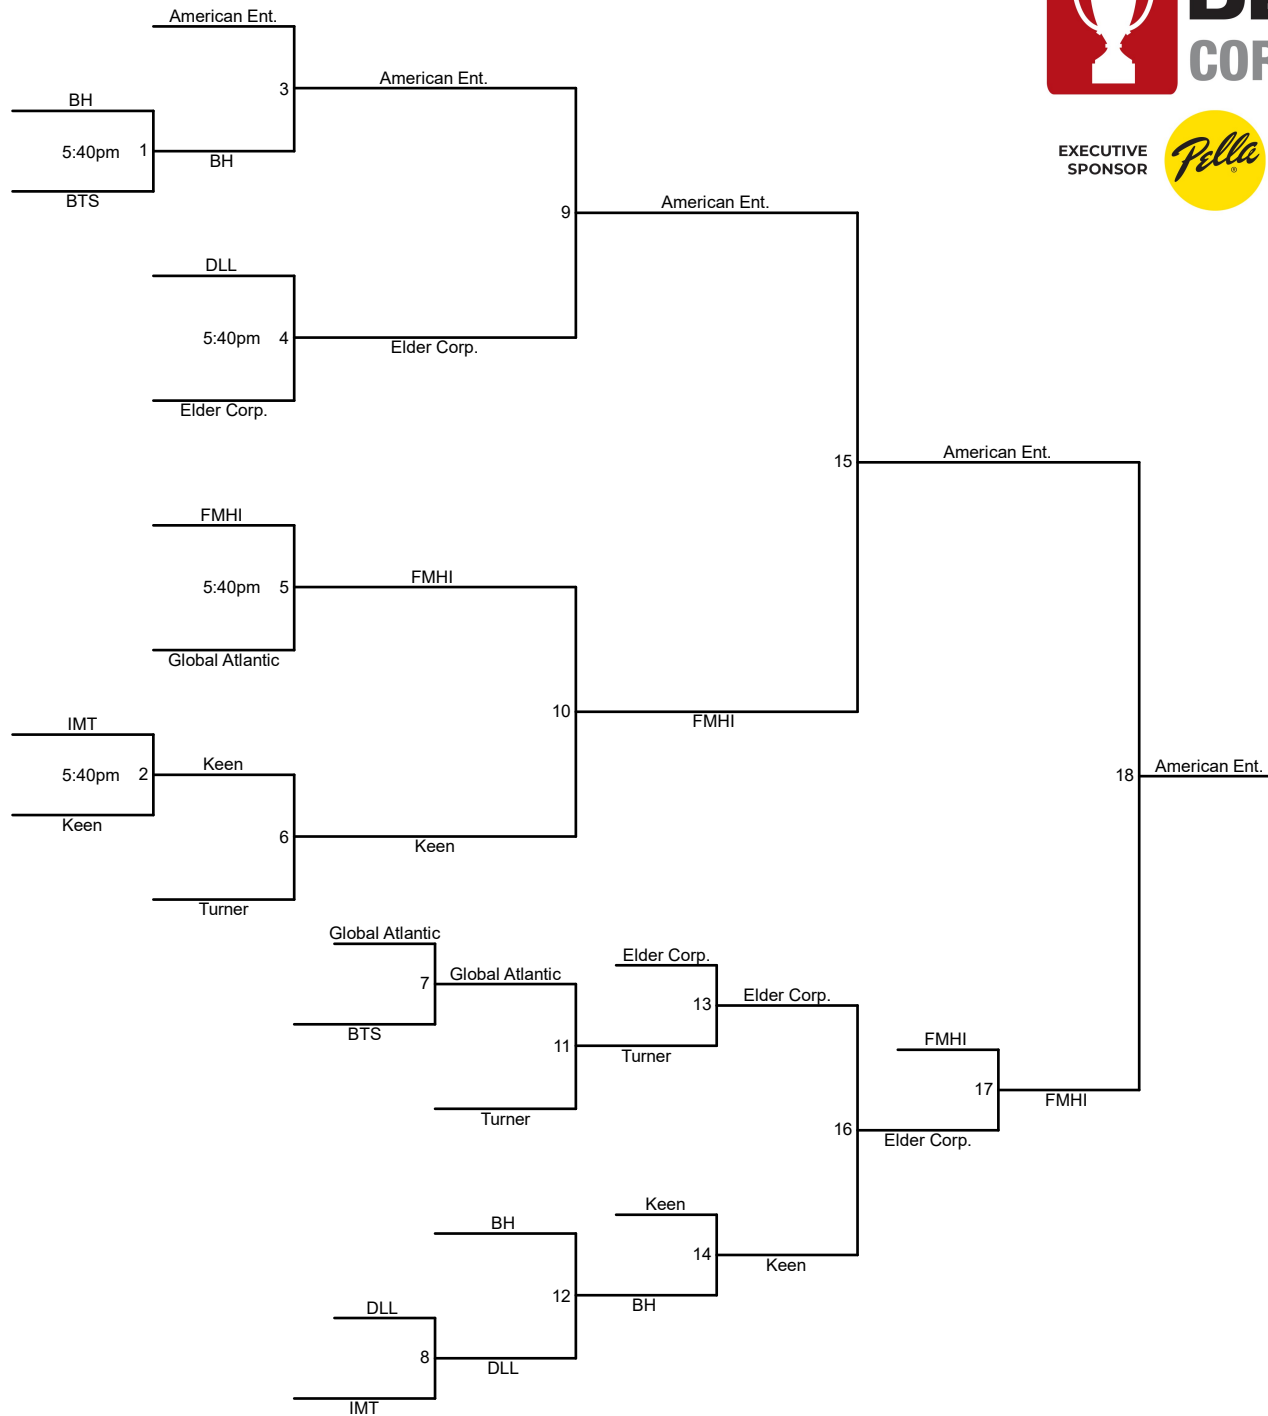 American Ent.
3
American Ent.
BH
5:40pm 1
BH
BTS
EXECUTIVE
SPONSOR
Pella
®
9
American Ent.
DLL
5:40pm 4
Elder Corp.
Elder Corp.
15
American Ent.
FMHI
5:40pm 5
FMHI
Global Atlantic
10
FMHI
IMT
5:40pm 2
Keen
Keen
6
Keen
Turner
18
American Ent.
Global Atlantic
7
Global Atlantic
BTS
11
Turner
Turner
Elder Corp.
13
Elder Corp.
FMHI
17
FMHI
16
Elder Corp.
BH
Keen
14
Keen
12
BH
DLL
8
DLL
IMT